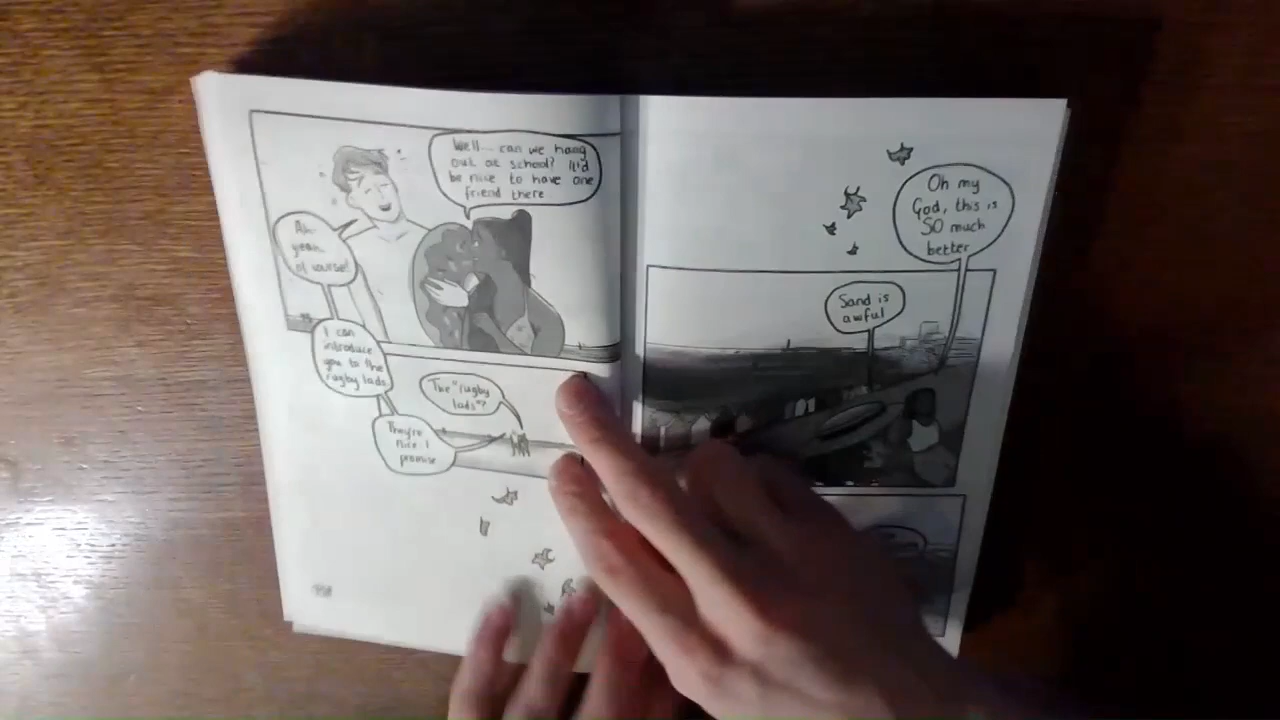 Well... can we hang
out at school? It'd
be nice to have one
friend there
Ah-
yeah,
of course!
I can
introduce
you to the
rugby lads
The "rugby
lads"?
They're
nice I
promise
Oh my
God, this is
SO much
better
Sand is
awful